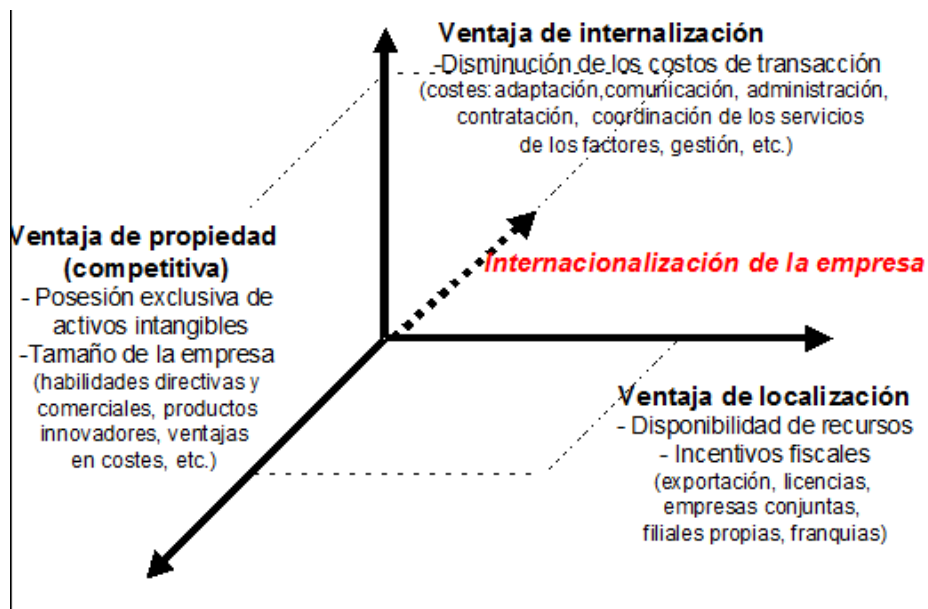 Ventaja de internalización
-Disminución de los costos de transacción
(costes: adaptación,comunicación, administración,
contratación, coordinación de los servicios
de los factores, gestión, etc.)
Ventaja de propiedad
(competitiva)
- Posesión exclusiva de
activos intangibles
-Tamaño de la empresa
(habilidades directivas y
comerciales, productos
innovadores, ventajas
en costes, etc.)
Internacionalización de la empresa
Ventaja de localización
- Disponibilidad de recursos
- Incentivos fiscales
(exportación, licencias,
empresas conjuntas,
filiales propias, franquias)